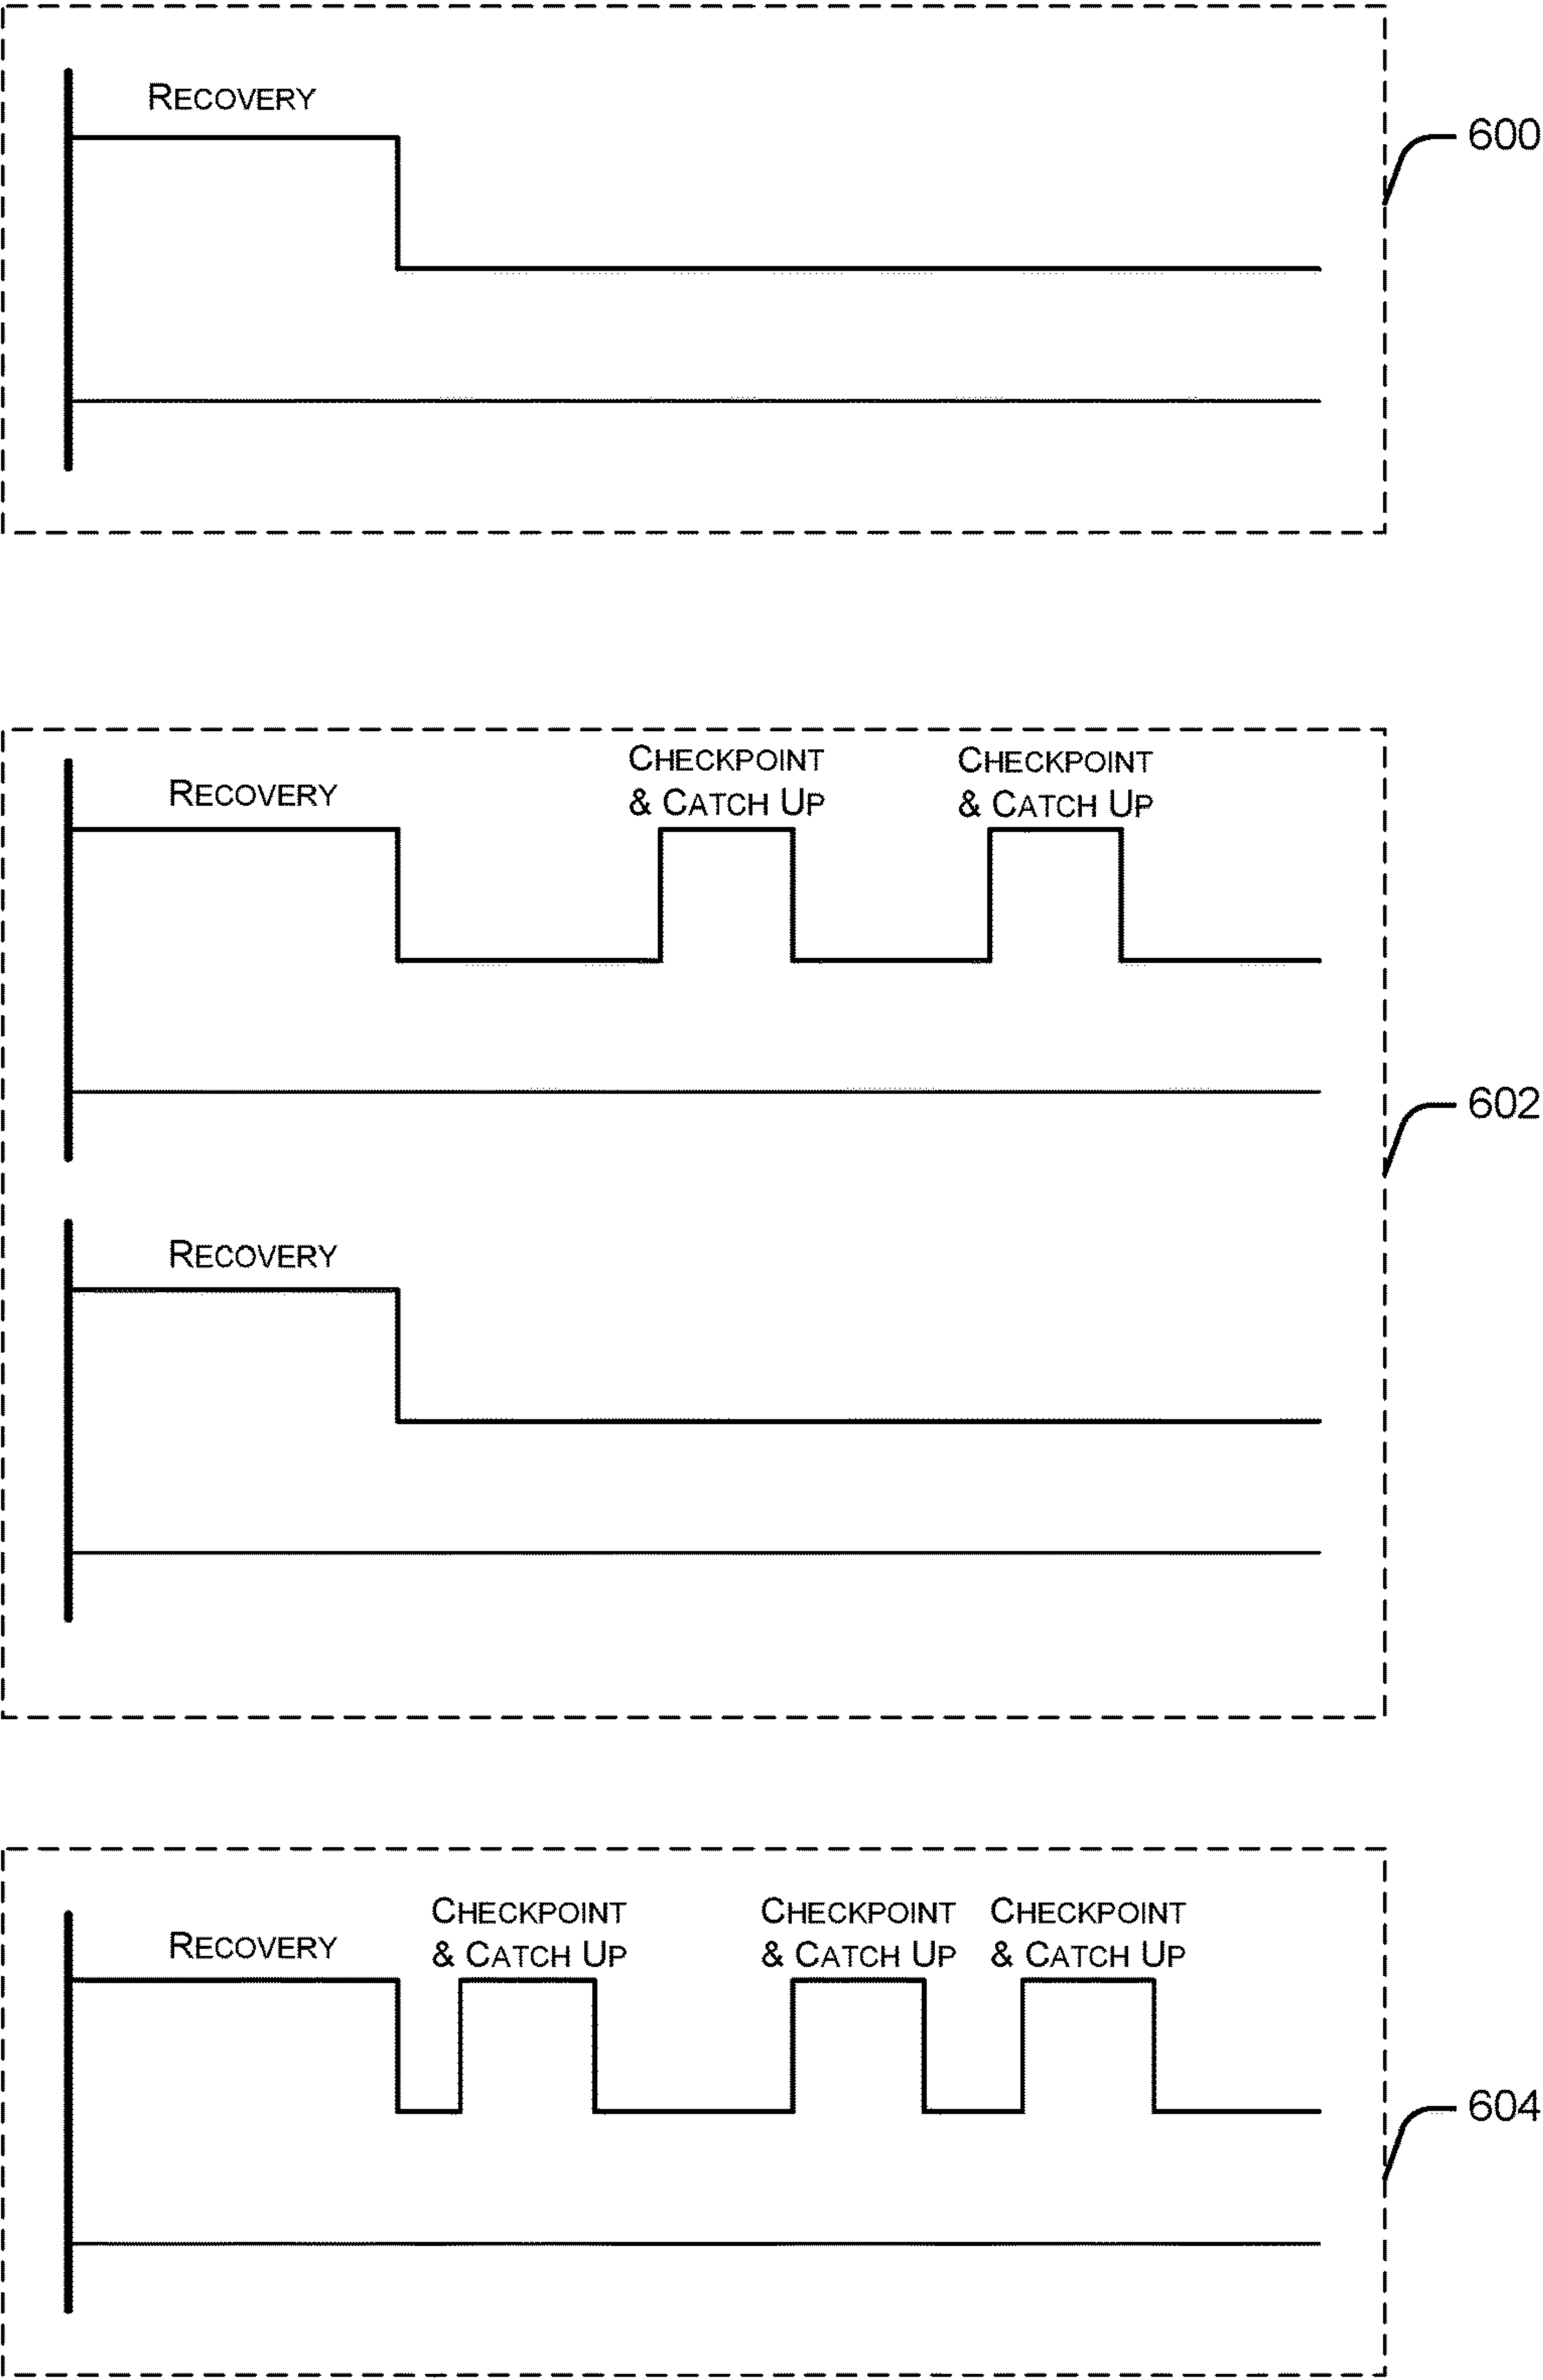 RECOVERY
600
CHECKPOINT & CATCH UP
CHECKPOINT & CATCH UP
RECOVERY
602
RECOVERY
CHECKPOINT & CATCH UP
CHECKPOINT & CATCH UP
CHECKPOINT & CATCH UP
RECOVERY
604